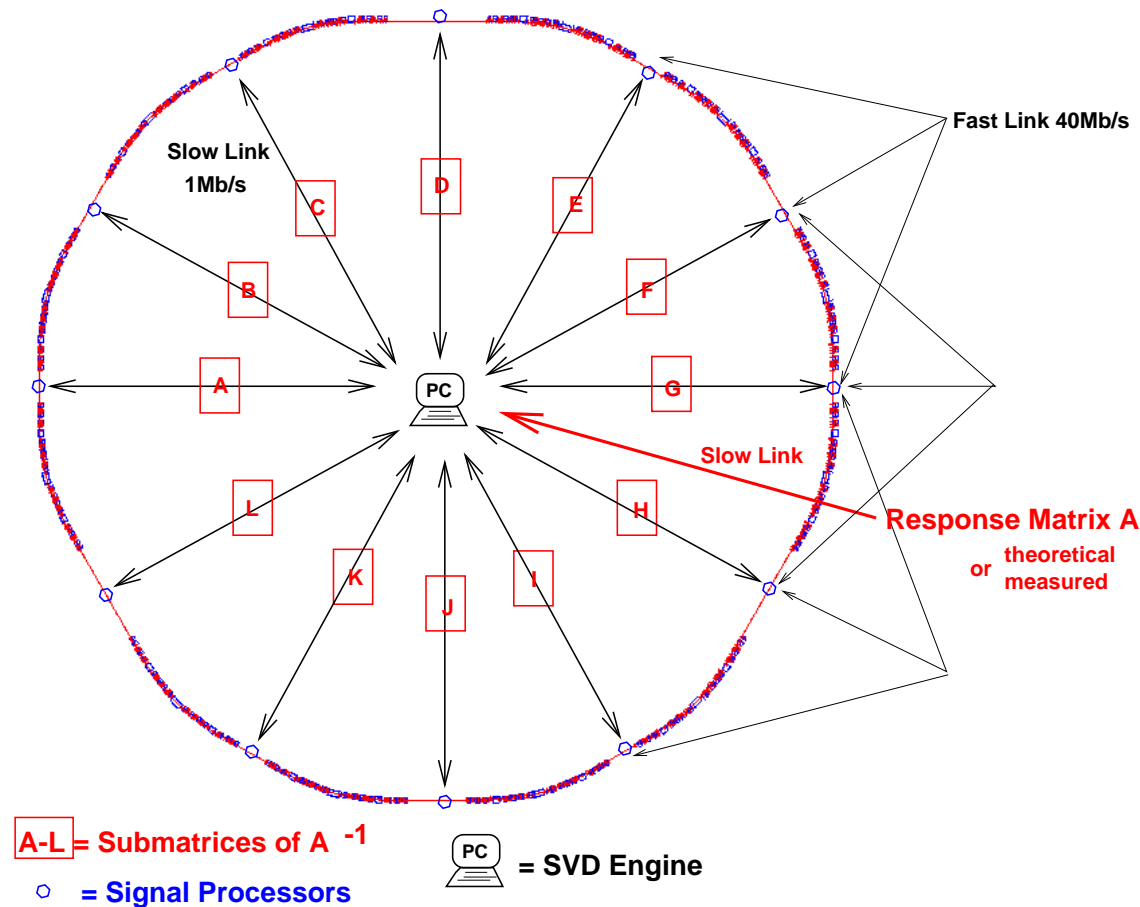 Fast Link 40Mb/s
Slow Link
1Mb/s
D
C
E
B
F
A
PC
G
Slow Link
L
H
Response Matrix A
or theoretical
measured
K
I
J
A-L = Submatrices of A -1
PC
= SVD Engine
= Signal Processors